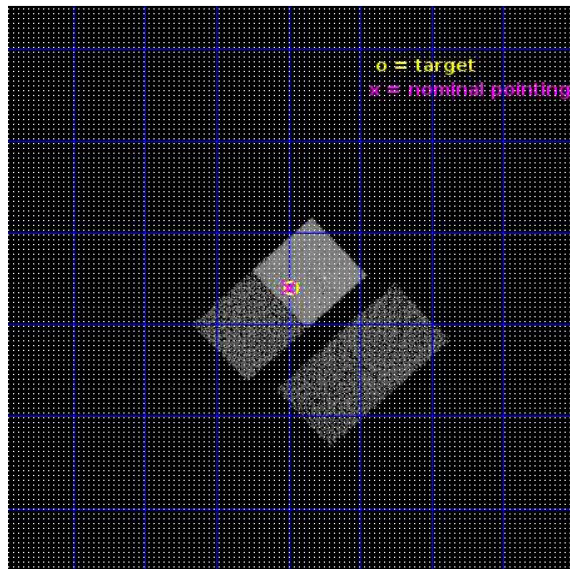 o = target
x = nominal pointing